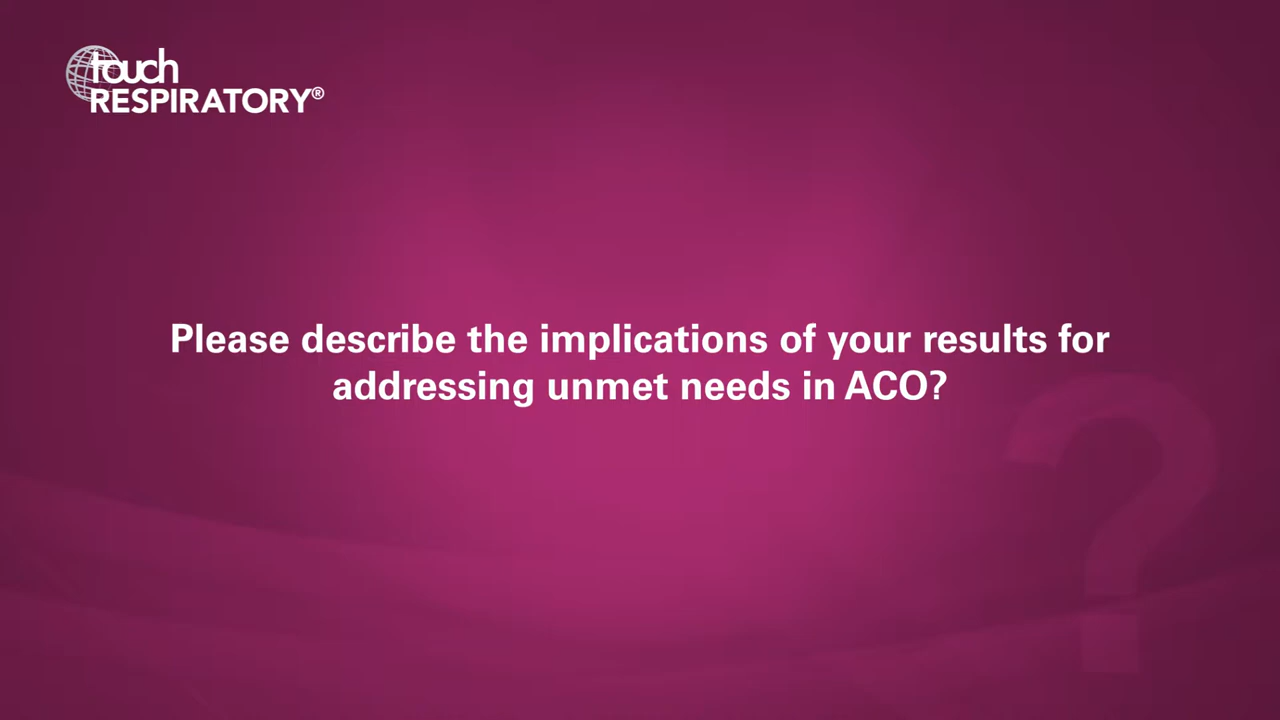 touch
RESPIRATORY®
Please describe the implications of your results for
addressing unmet needs in ACO?
?